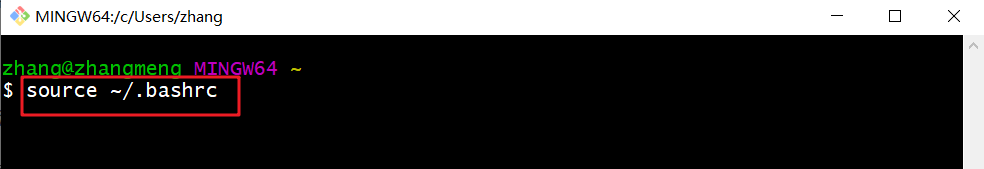 MINGW64:/c/Users/zhang
zhang@zhangmeng MINGW64 ~
$ source ~/.bashrc